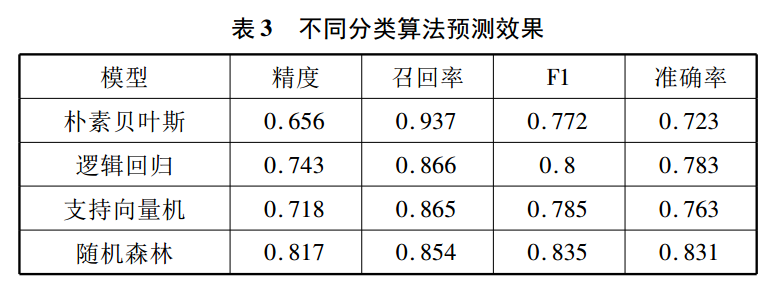 表3 不同分类算法预测效果
模型 精度 召回率 F1 准确率
朴素贝叶斯 0.656 0.937 0.772 0.723
逻辑回归 0.743 0.866 0.8 0.783
支持向量机 0.718 0.865 0.785 0.763
随机森林 0.817 0.854 0.835 0.831